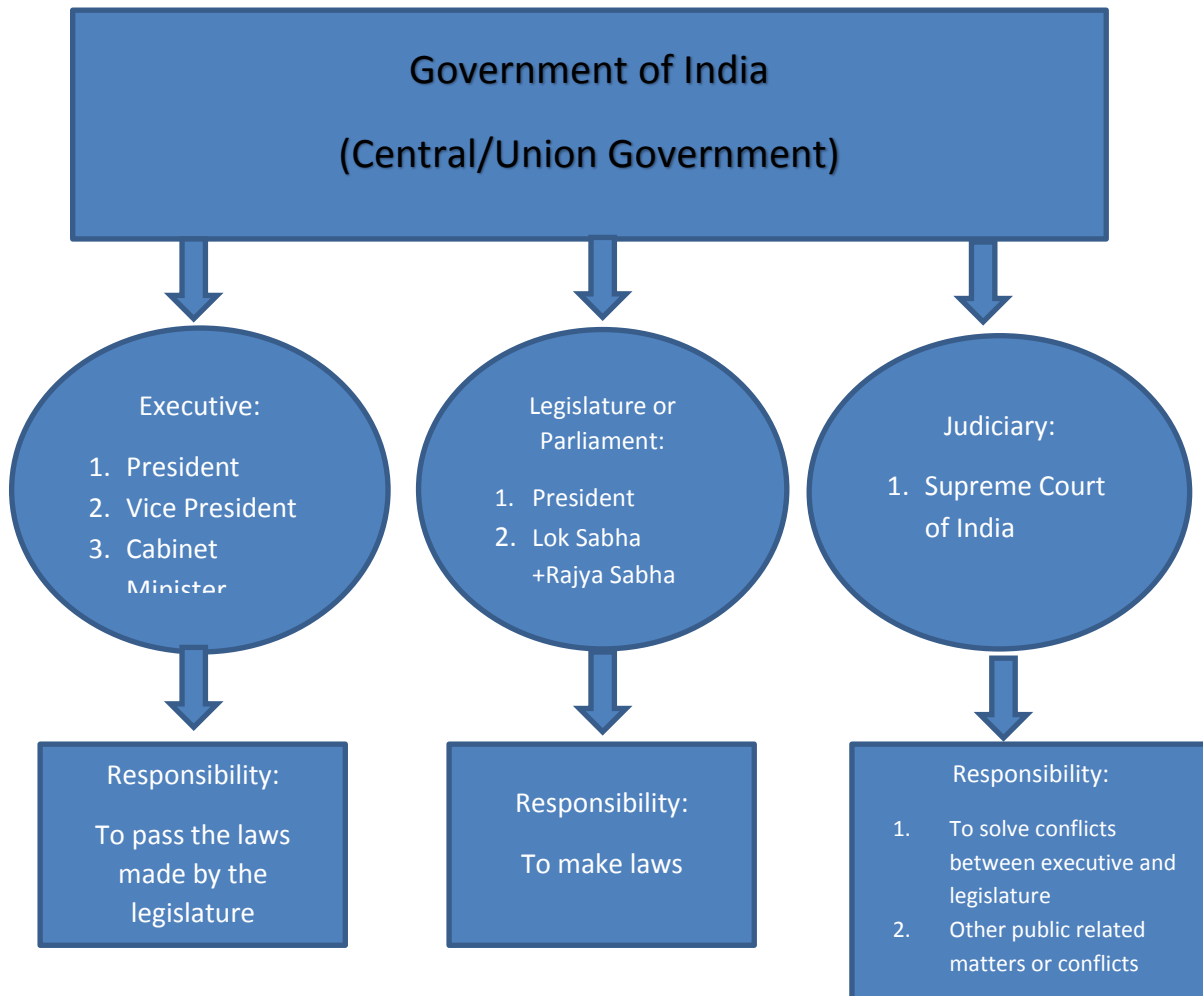 Government of India
(Central/Union Government)
Executive:
1. President
2. Vice President
3. Cabinet
Minister
Legislature or
Parliament:
1. President
2. Lok Sabha
+Rajya Sabha
Judiciary:
1. Supreme Court
of India
Responsibility:
To pass the laws
made by the
legislature
Responsibility:
To make laws
Responsibility:
1. To solve conflicts
between executive and
legislature
2. Other public related
matters or conflicts